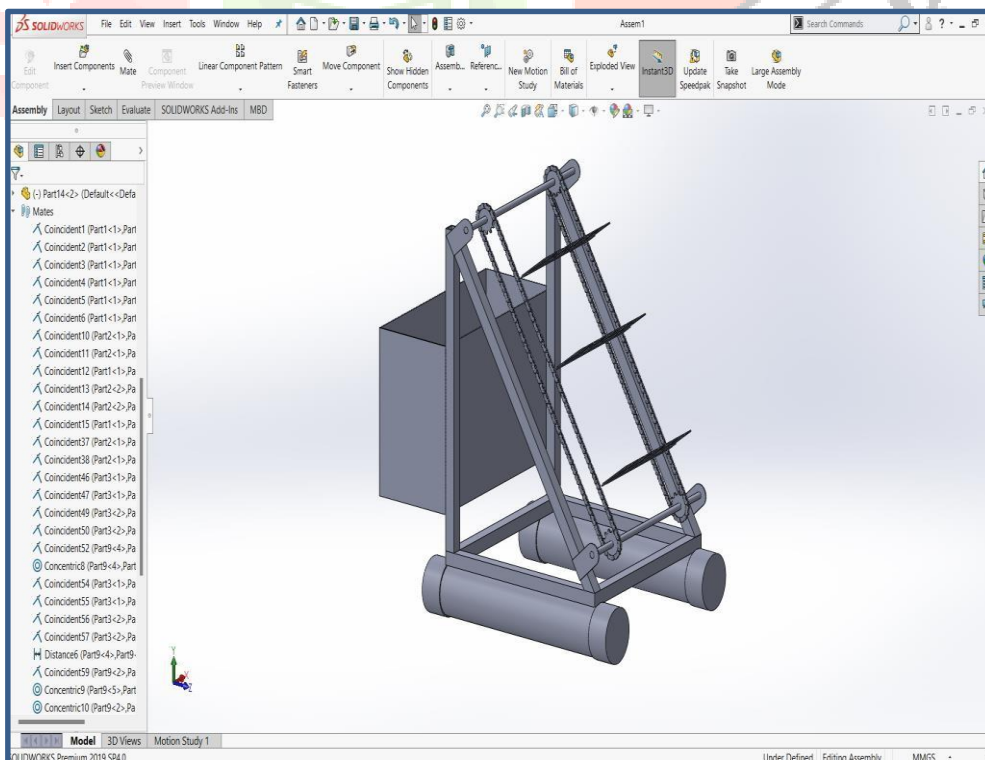 SOLIDWORKS File Edit View Insert Tools Window Help Assem1 Search Commands ?
Edit Component
Insert Components
Mate
Component Preview Window
Linear Component Pattern
Smart Fasteners
Move Component
Show Hidden Components
Assemb...
Referenc...
New Motion Study
Bill of Materials
Exploded View
Instant3D
Update Speedpak
Take Snapshot
Large Assembly Mode
Assembly Layout Sketch Evaluate SOLIDWORKS Add-Ins MBD
(-) Part14<2> (Default<<Defa
Mates
Coincident1 (Part1<1>,Part
Coincident2 (Part1<1>,Part
Coincident3 (Part1<1>,Part
Coincident4 (Part1<1>,Part
Coincident5 (Part1<1>,Part
Coincident6 (Part1<1>,Part
Coincident10 (Part2<1>,Pa
Coincident11 (Part2<1>,Pa
Coincident12 (Part1<1>,Pa
Coincident13 (Part2<2>,Pa
Coincident14 (Part2<2>,Pa
Coincident15 (Part1<1>,Pa
Coincident37 (Part2<1>,Pa
Coincident38 (Part2<1>,Pa
Coincident46 (Part3<1>,Pa
Coincident47 (Part3<1>,Pa
Coincident49 (Part3<2>,Pa
Coincident50 (Part3<2>,Pa
Coincident52 (Part9<4>,Pa
Concentric8 (Part9<4>,Part
Coincident54 (Part3<1>,Pa
Coincident55 (Part3<1>,Pa
Coincident56 (Part3<2>,Pa
Coincident57 (Part3<2>,Pa
Distance6 (Part9<4>,Part9-
Coincident59 (Part9<2>,Pa
Concentric9 (Part9<5>,Part
Concentric10 (Part9<2>,Pa
Y
X
Z
Model 3D Views Motion Study 1
SOLIDWORKS Premium 2019 SP4.0 Under Defined Editing Assembly MMGS